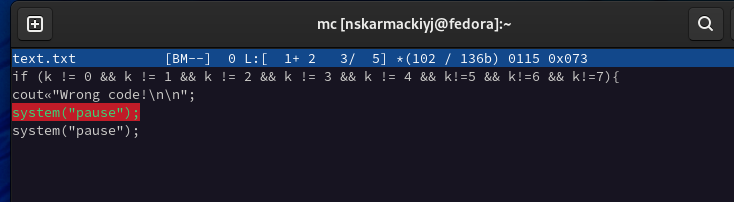 mc [nskarmackiyj@fedora]:~
text.txt [BM--] 0 L:[ 1+ 2 3/ 5] *(102 / 136b) 0115 0x073
if (k != 0 && k != 1 && k != 2 && k != 3 && k != 4 && k!=5 && k!=6 && k!=7){
cout«"Wrong code!\n\n";
system("pause");
system("pause");